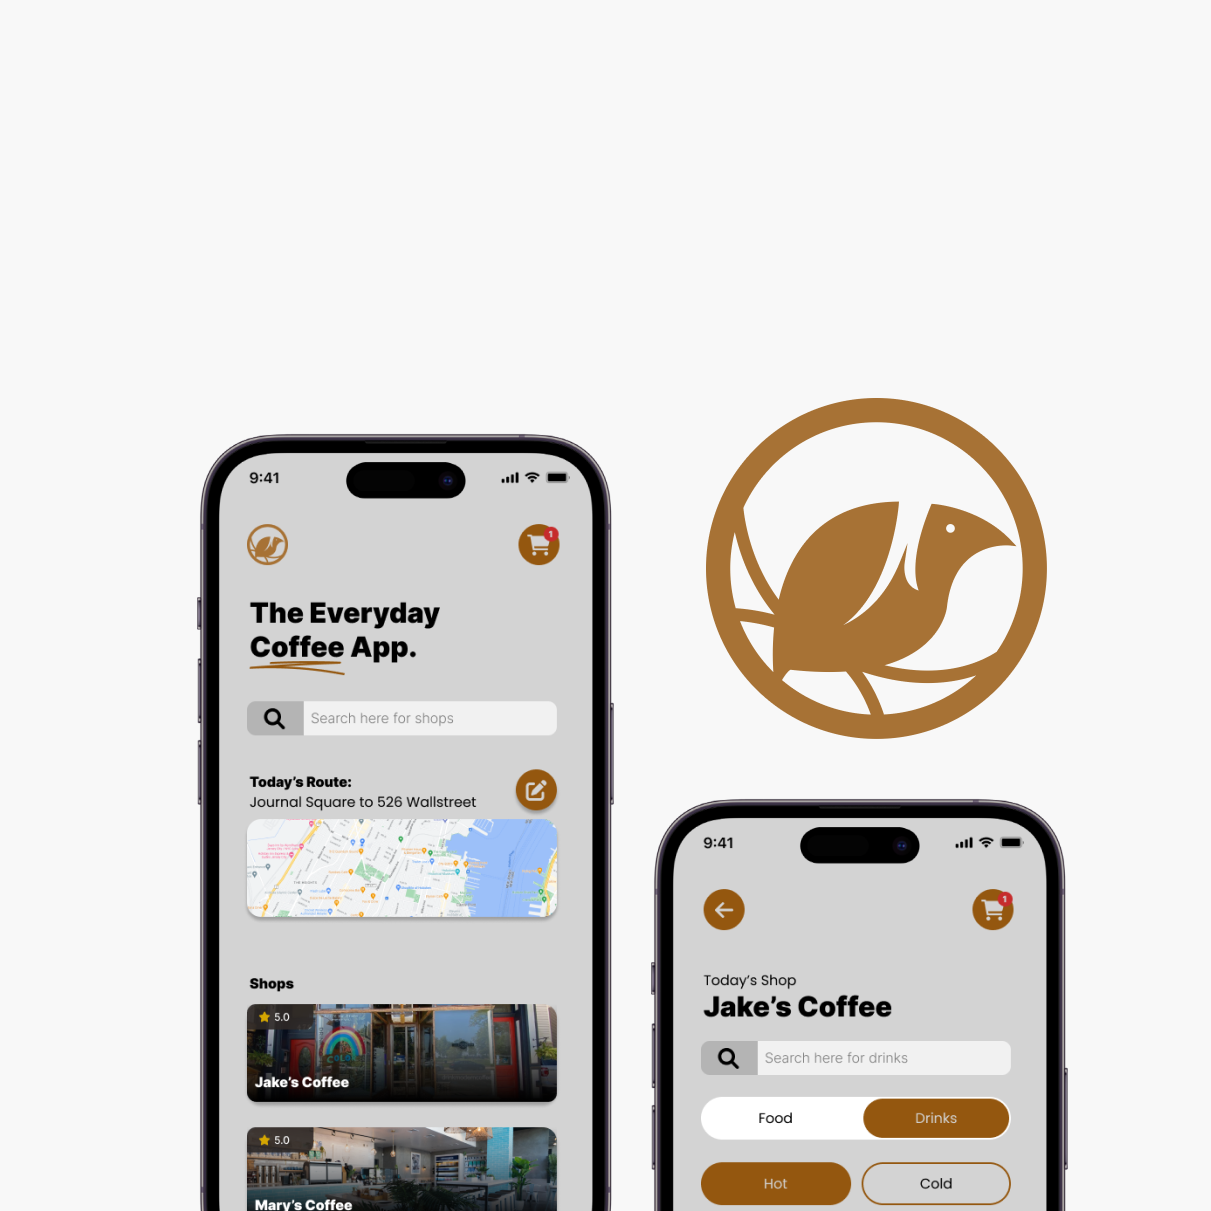 9:41
1
The Everyday
Coffee App.
Search here for shops
Today's Route:
Journal Square to 526 Wallstreet
THE HEIGHTS
Shops
5.0
Jake's Coffee
5.0
Mary's Coffee
9:41
1
Today's Shop
Jake's Coffee
Search here for drinks
Food
Drinks
Hot
Cold